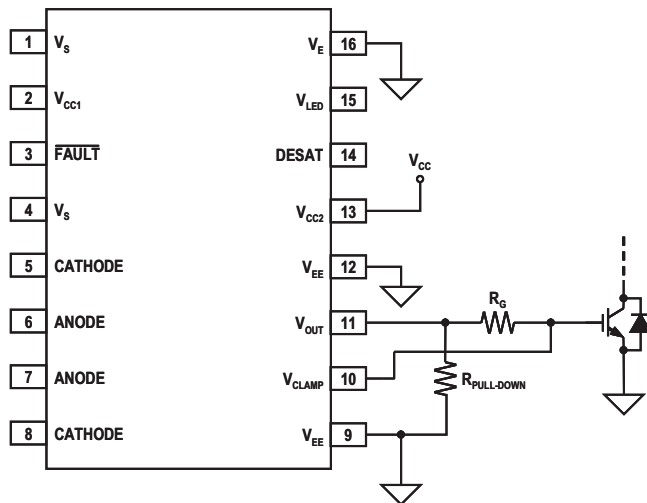 1 V_S
2 V_CC1
3 FAULT
4 V_S
5 CATHODE
6 ANODE
7 ANODE
8 CATHODE
V_E 16
V_LED 15
DESAT 14
V_CC2 13
V_EE 12
V_OUT 11
V_CLAMP 10
V_EE 9
V_CC
R_G
R_PULL-DOWN